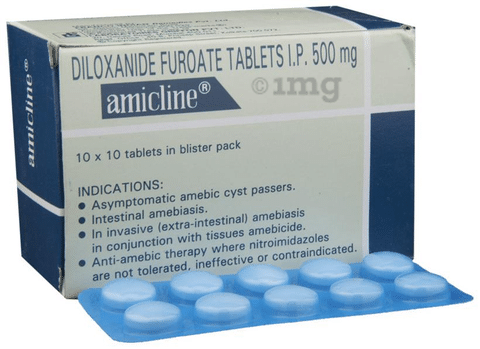 DILOXANIDE FUROATE TABLETS I.P. 500 mg
amicline®
© 1mg
10 x 10 tablets in blister pack
INDICATIONS:
• Asymptomatic amebic cyst passers.
• Intestinal amebiasis.
• In invasive (extra-intestinal) amebiasis
in conjunction with tissues amebicide.
• Anti-amebic therapy where nitroimidazoles
are not tolerated, ineffective or contraindicated.
amicline®